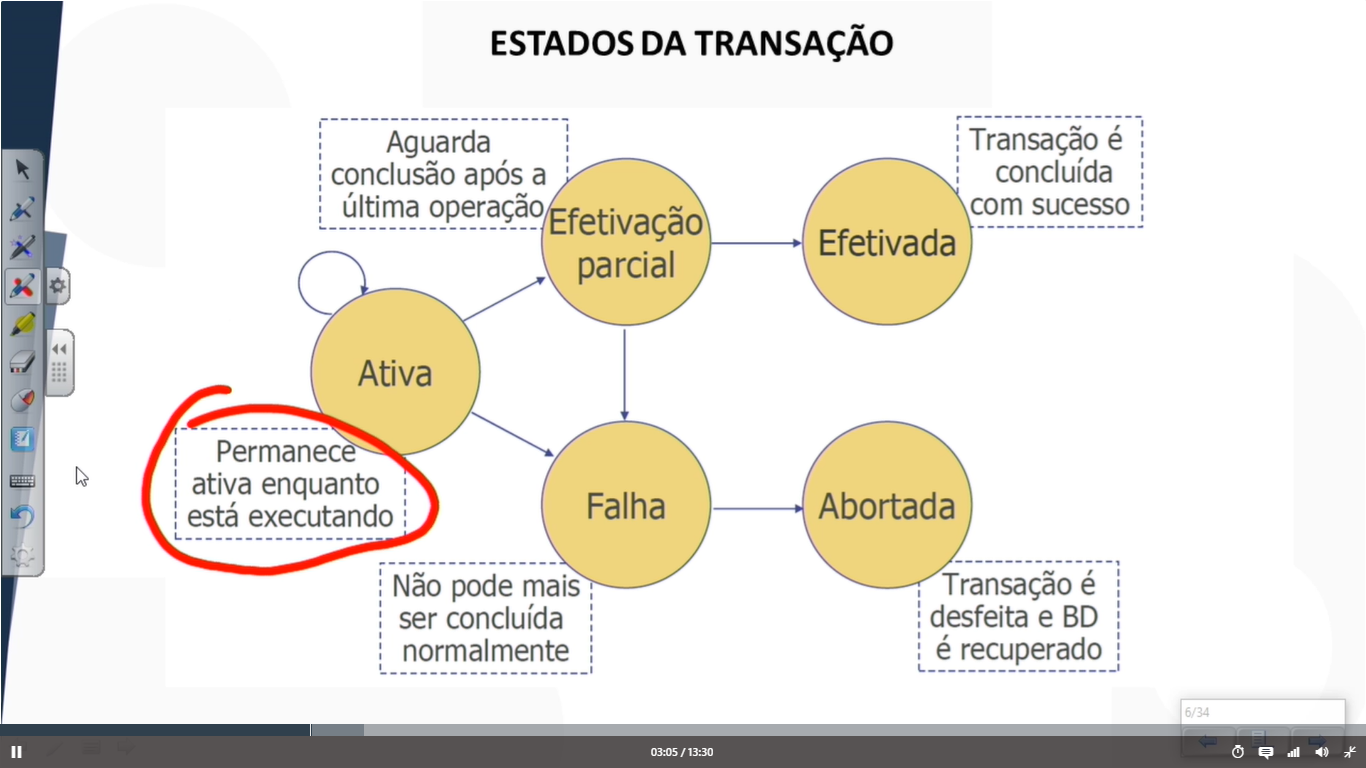 ESTADOS DA TRANSAÇÃO
Aguarda
conclusão após a
última operação
Efetivação
parcial
Efetivada
Transação é
concluída
com sucesso
Ativa
Permanece
ativa enquanto
está executando
Falha
Não pode mais
ser concluída
normalmente
Abortada
Transação é
desfeita e BD
é recuperado
6/34
03:05 / 13:30